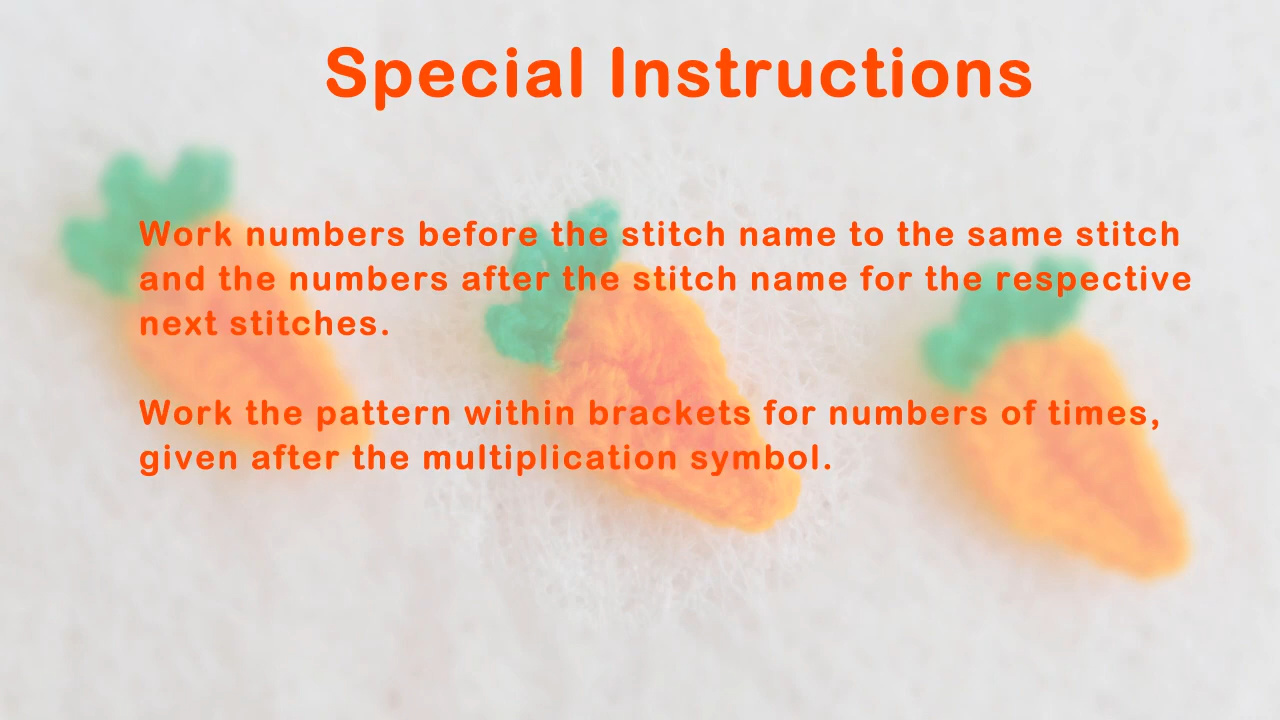 Special Instructions
Work numbers before the stitch name to the same stitch
and the numbers after the stitch name for the respective
next stitches.
Work the pattern within brackets for numbers of times,
given after the multiplication symbol.